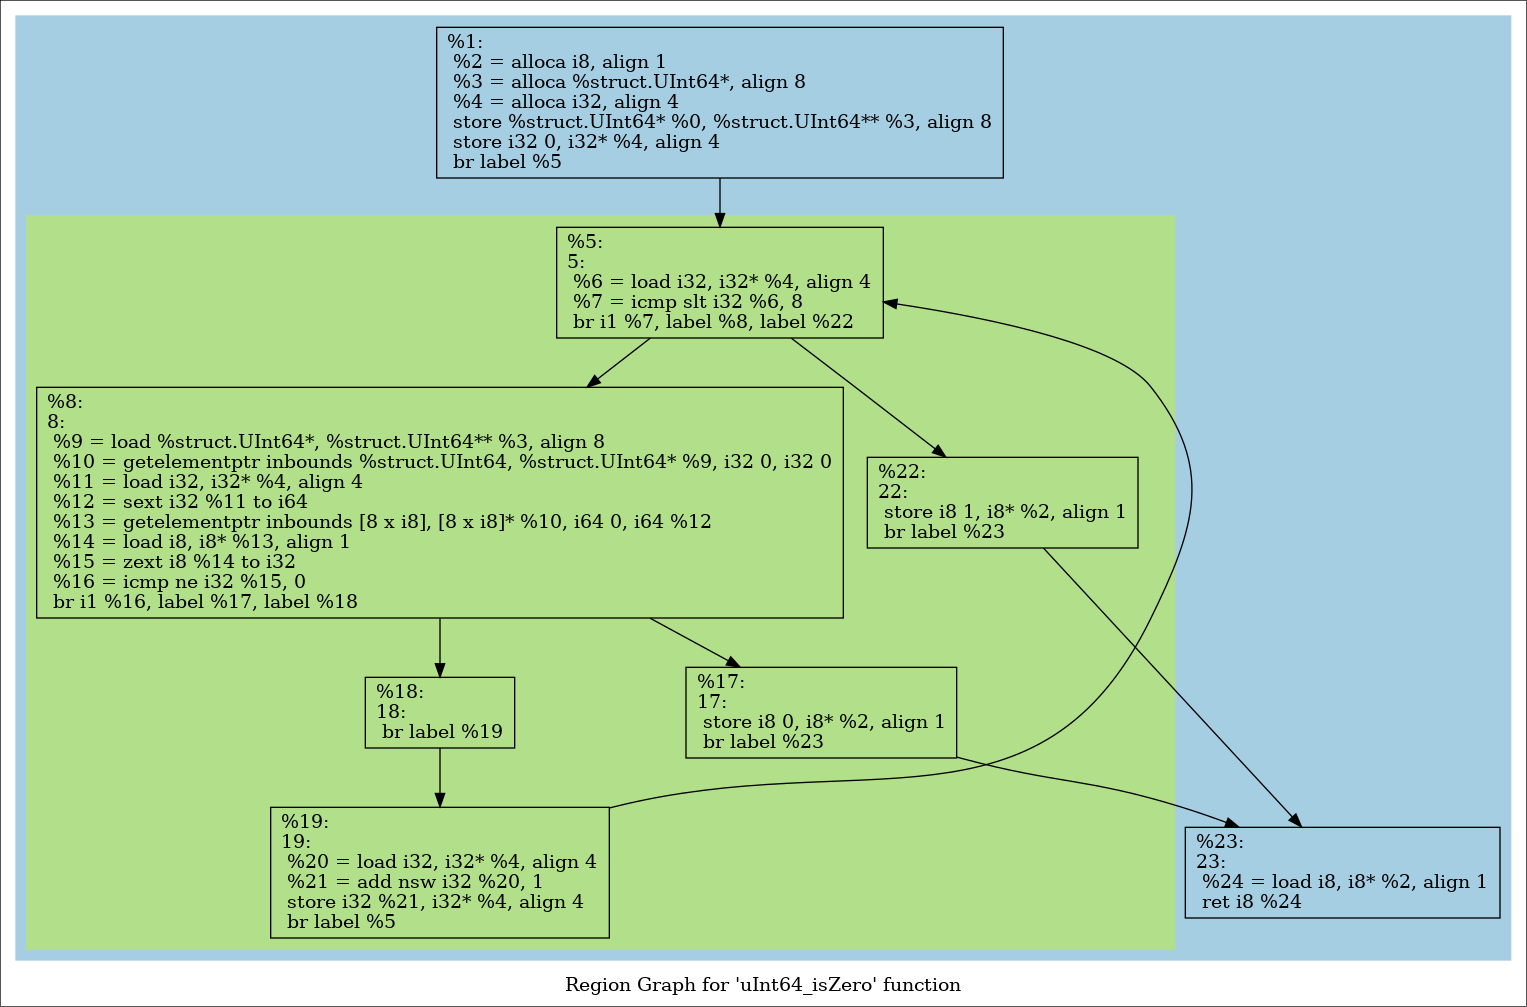 %1:
%2 = alloca i8, align 1
%3 = alloca %struct.UInt64*, align 8
%4 = alloca i32, align 4
store %struct.UInt64* %0, %struct.UInt64** %3, align 8
store i32 0, i32* %4, align 4
br label %5
%5:
5:
%6 = load i32, i32* %4, align 4
%7 = icmp slt i32 %6, 8
br i1 %7, label %8, label %22
%8:
8:
%9 = load %struct.UInt64*, %struct.UInt64** %3, align 8
%10 = getelementptr inbounds %struct.UInt64, %struct.UInt64* %9, i32 0, i32 0
%11 = load i32, i32* %4, align 4
%12 = sext i32 %11 to i64
%13 = getelementptr inbounds [8 x i8], [8 x i8]* %10, i64 0, i64 %12
%14 = load i8, i8* %13, align 1
%15 = zext i8 %14 to i32
%16 = icmp ne i32 %15, 0
br i1 %16, label %17, label %18
%22:
22:
store i8 1, i8* %2, align 1
br label %23
%18:
18:
br label %19
%17:
17:
store i8 0, i8* %2, align 1
br label %23
%19:
19:
%20 = load i32, i32* %4, align 4
%21 = add nsw i32 %20, 1
store i32 %21, i32* %4, align 4
br label %5
%23:
23:
%24 = load i8, i8* %2, align 1
ret i8 %24
Region Graph for 'uInt64_isZero' function